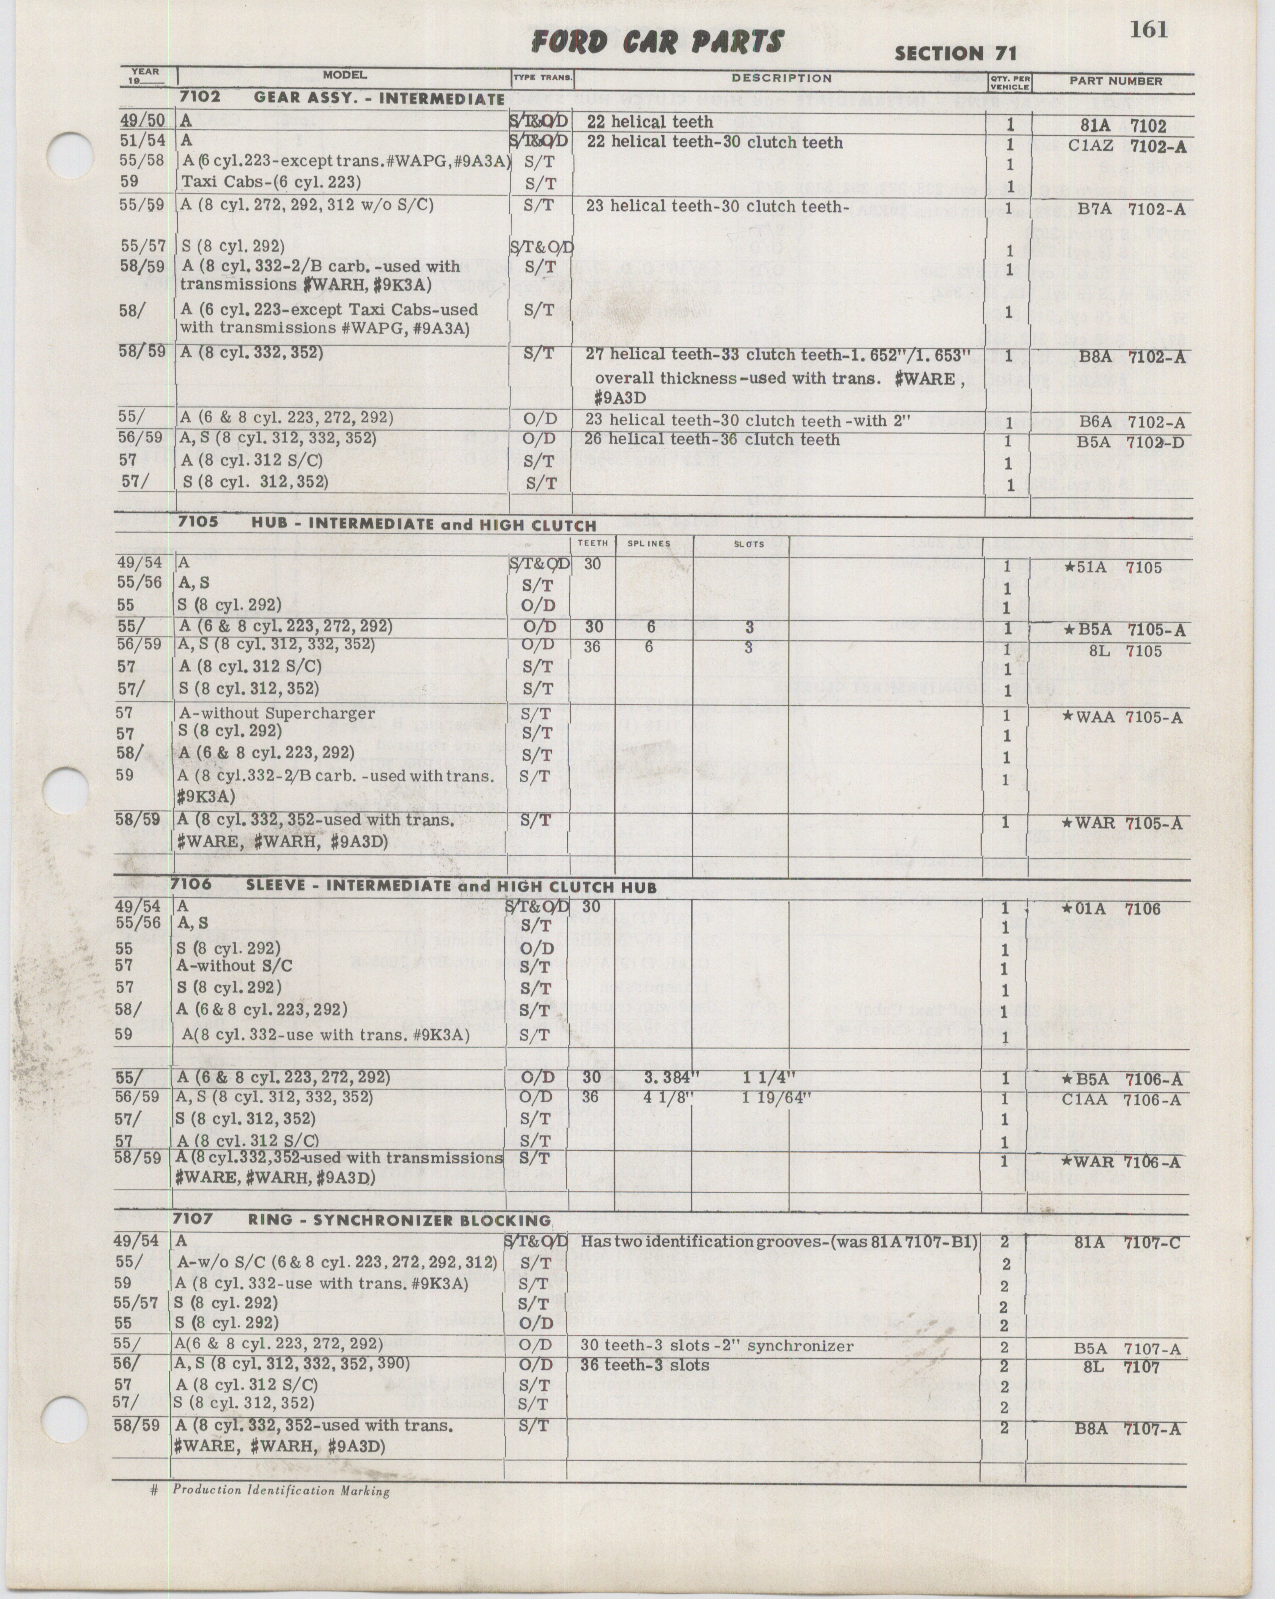 161
FORD CAR PARTS
SECTION 71
YEAR 19___ MODEL TYPE TRANS. DESCRIPTION QTY. PER VEHICLE PART NUMBER
7102 GEAR ASSY. - INTERMEDIATE
49/50 A S/T&O/D 22 helical teeth 1 81A 7102
51/54 A S/T&O/D 22 helical teeth-30 clutch teeth 1 C1AZ 7102-A
55/58 A (6 cyl.223-except trans.#WAPG,#9A3A) S/T 1
59 Taxi Cabs-(6 cyl. 223) S/T 1
55/59 A (8 cyl. 272, 292, 312 w/o S/C) S/T 23 helical teeth-30 clutch teeth- 1 B7A 7102-A
55/57 S (8 cyl. 292) S/T&O/D 1
58/59 A (8 cyl. 332-2/B carb. -used with S/T 1
transmissions #WARH, #9K3A)
58/ A (6 cyl. 223-except Taxi Cabs-used S/T 1
with transmissions #WAPG, #9A3A)
58/59 A (8 cyl. 332,352) S/T 27 helical teeth-33 clutch teeth-1. 652"/1. 653" 1 B8A 7102-A
overall thickness-used with trans. #WARE ,
#9A3D
55/ A (6 & 8 cyl. 223,272,292) O/D 23 helical teeth-30 clutch teeth -with 2" 1 B6A 7102-A
56/59 A, S (8 cyl. 312, 332, 352) O/D 26 helical teeth-36 clutch teeth 1 B5A 7102-D
57 A (8 cyl. 312 S/C) S/T 1
57/ S (8 cyl. 312,352) S/T 1
7105 HUB - INTERMEDIATE and HIGH CLUTCH
TEETH SPLINES SLOTS
49/54 A S/T&O/D 30 1 ★51A 7105
55/56 A, S S/T 1
55 S (8 cyl. 292) O/D 1
55/ A (6 & 8 cyl. 223,272,292) O/D 30 6 3 1 ★B5A 7105-A
56/59 A, S (8 cyl. 312, 332, 352) O/D 36 6 3 1 8L 7105
57 A (8 cyl. 312 S/C) S/T 1
57/ S (8 cyl. 312,352) S/T 1
57 A-without Supercharger S/T 1 ★WAA 7105-A
57 S (8 cyl. 292) S/T 1
58/ A (6 & 8 cyl. 223,292) S/T 1
59 A (8 cyl.332-2/B carb. -used with trans. S/T 1
#9K3A)
58/59 A (8 cyl. 332, 352-used with trans. S/T 1 ★WAR 7105-A
#WARE, #WARH, #9A3D)
7106 SLEEVE - INTERMEDIATE and HIGH CLUTCH HUB
49/54 A S/T&O/D 30 1 ★01A 7106
55/56 A, S S/T 1
55 S (8 cyl. 292) O/D 1
57 A-without S/C S/T 1
57 S (8 cyl. 292) S/T 1
58/ A (6 & 8 cyl. 223,292) S/T 1
59 A(8 cyl. 332-use with trans. #9K3A) S/T 1
55/ A (6 & 8 cyl. 223,272,292) O/D 30 3. 384" 1 1/4" 1 ★B5A 7106-A
56/59 A, S (8 cyl. 312, 332, 352) O/D 36 4 1/8" 1 19/64" 1 C1AA 7106-A
57/ S (8 cyl. 312,352) S/T 1
57 A (8 cyl. 312 S/C) S/T 1
58/59 A (8 cyl.332,352-used with transmissions S/T 1 ★WAR 7106-A
#WARE, #WARH, #9A3D)
7107 RING - SYNCHRONIZER BLOCKING
49/54 A S/T&O/D Has two identification grooves-(was 81A 7107-B1) 2 81A 7107-C
55/ A-w/o S/C (6 & 8 cyl. 223, 272, 292, 312) S/T 2
59 A (8 cyl. 332-use with trans. #9K3A) S/T 2
55/57 S (8 cyl. 292) S/T 2
55 S (8 cyl. 292) O/D 2
55/ A(6 & 8 cyl. 223, 272, 292) O/D 30 teeth-3 slots -2" synchronizer 2 B5A 7107-A
56/ A, S (8 cyl. 312, 332, 352, 390) O/D 36 teeth-3 slots 2 8L 7107
57 A (8 cyl. 312 S/C) S/T 2
57/ S (8 cyl. 312, 352) S/T 2
58/59 A (8 cyl. 332, 352-used with trans. S/T 2 B8A 7107-A
#WARE, #WARH, #9A3D)
# Production Identification Marking